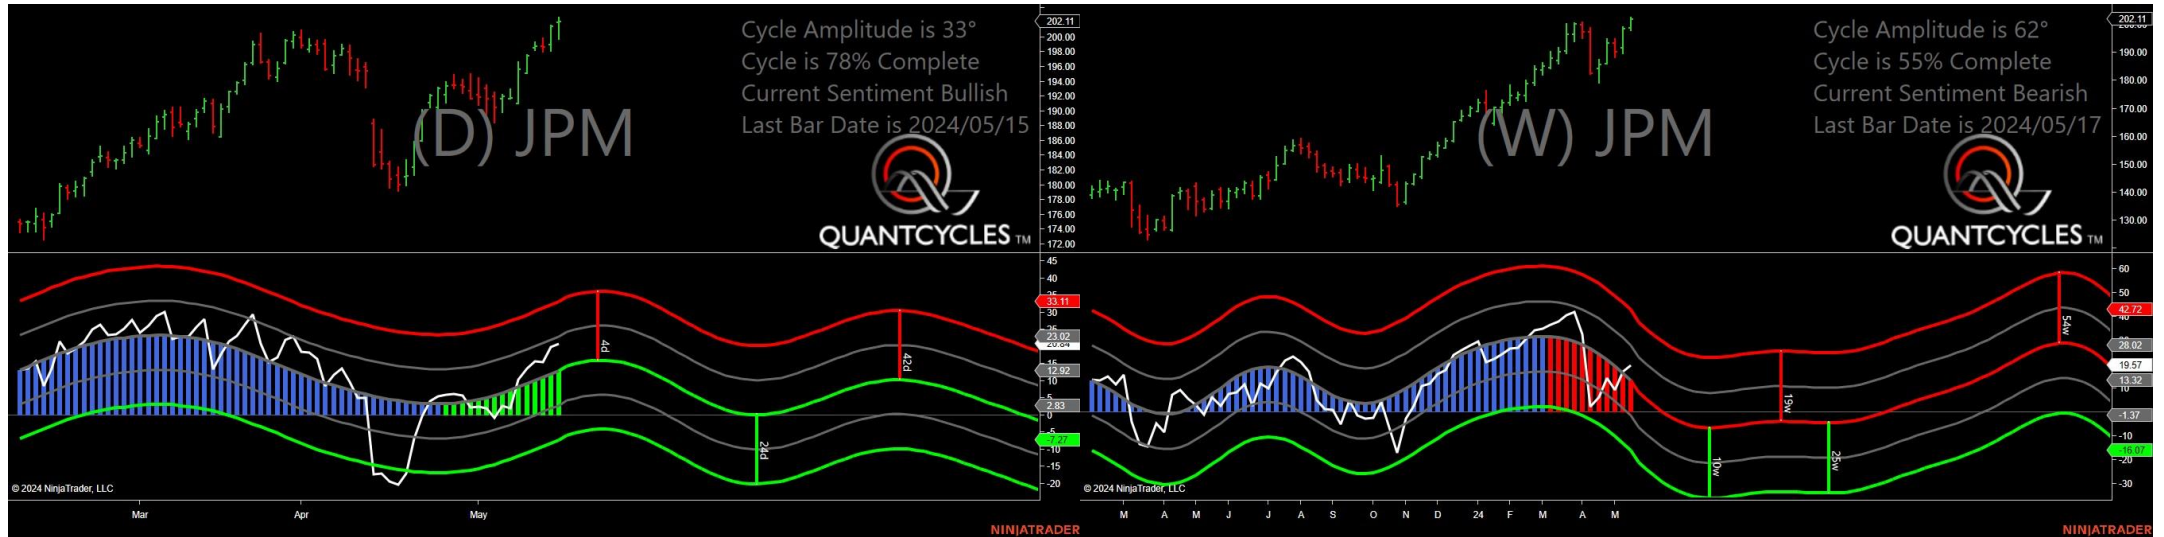 Cycle Amplitude is 33°
Cycle is 78% Complete
Current Sentiment Bullish
Last Bar Date is 2024/05/15
(D) JPM
QUANTCYCLES TM
202.11
200.00
198.00
196.00
194.00
192.00
190.00
188.00
186.00
184.00
182.00
180.00
178.00
176.00
174.00
172.00
45
40
33.11
30
23.02
20.84
15
12.92
10
5
2.83
0
-5
-7.27
-10
-15
-20
4d
24d
42d
© 2024 NinjaTrader, LLC
Mar Apr May
NINJATRADER
Cycle Amplitude is 62°
Cycle is 55% Complete
Current Sentiment Bearish
Last Bar Date is 2024/05/17
(W) JPM
QUANTCYCLES TM
202.11
190.00
180.00
170.00
160.00
150.00
140.00
130.00
60
50
42.72
28.02
19.57
13.32
-1.37
-10
-16.07
-20
-30
10w
19w
25w
54w
© 2024 NinjaTrader, LLC
M A M J J A S O N D 24 F M A M
NINJATRADER